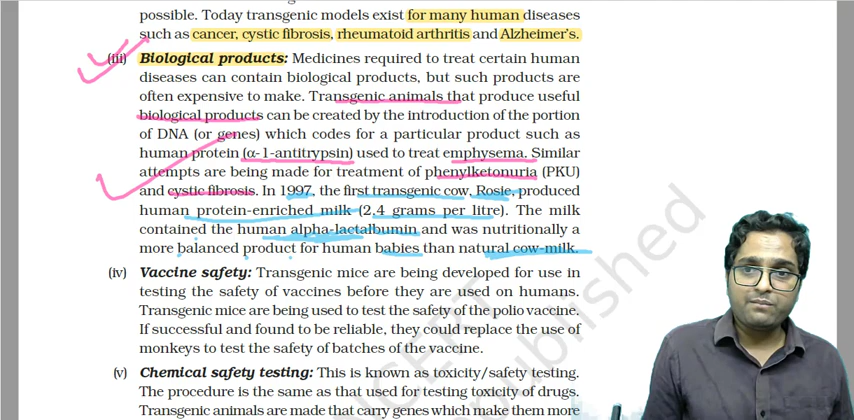 possible. Today transgenic models exist for many human diseases
such as cancer, cystic fibrosis, rheumatoid arthritis and Alzheimer's.
(iii) Biological products: Medicines required to treat certain human
diseases can contain biological products, but such products are
often expensive to make. Transgenic animals that produce useful
biological products can be created by the introduction of the portion
of DNA (or genes) which codes for a particular product such as
human protein (α-1-antitrypsin) used to treat emphysema. Similar
attempts are being made for treatment of phenylketonuria (PKU)
and cystic fibrosis. In 1997, the first transgenic cow, Rosie, produced
human protein-enriched milk (2.4 grams per litre). The milk
contained the human alpha-lactalbumin and was nutritionally a
more balanced product for human babies than natural cow-milk.
(iv) Vaccine safety: Transgenic mice are being developed for use in
testing the safety of vaccines before they are used on humans.
Transgenic mice are being used to test the safety of the polio vaccine.
If successful and found to be reliable, they could replace the use of
monkeys to test the safety of batches of the vaccine.
(v) Chemical safety testing: This is known as toxicity/safety testing.
The procedure is the same as that used for testing toxicity of drugs.
Transgenic animals are made that carry genes which make them more
NCERT
published